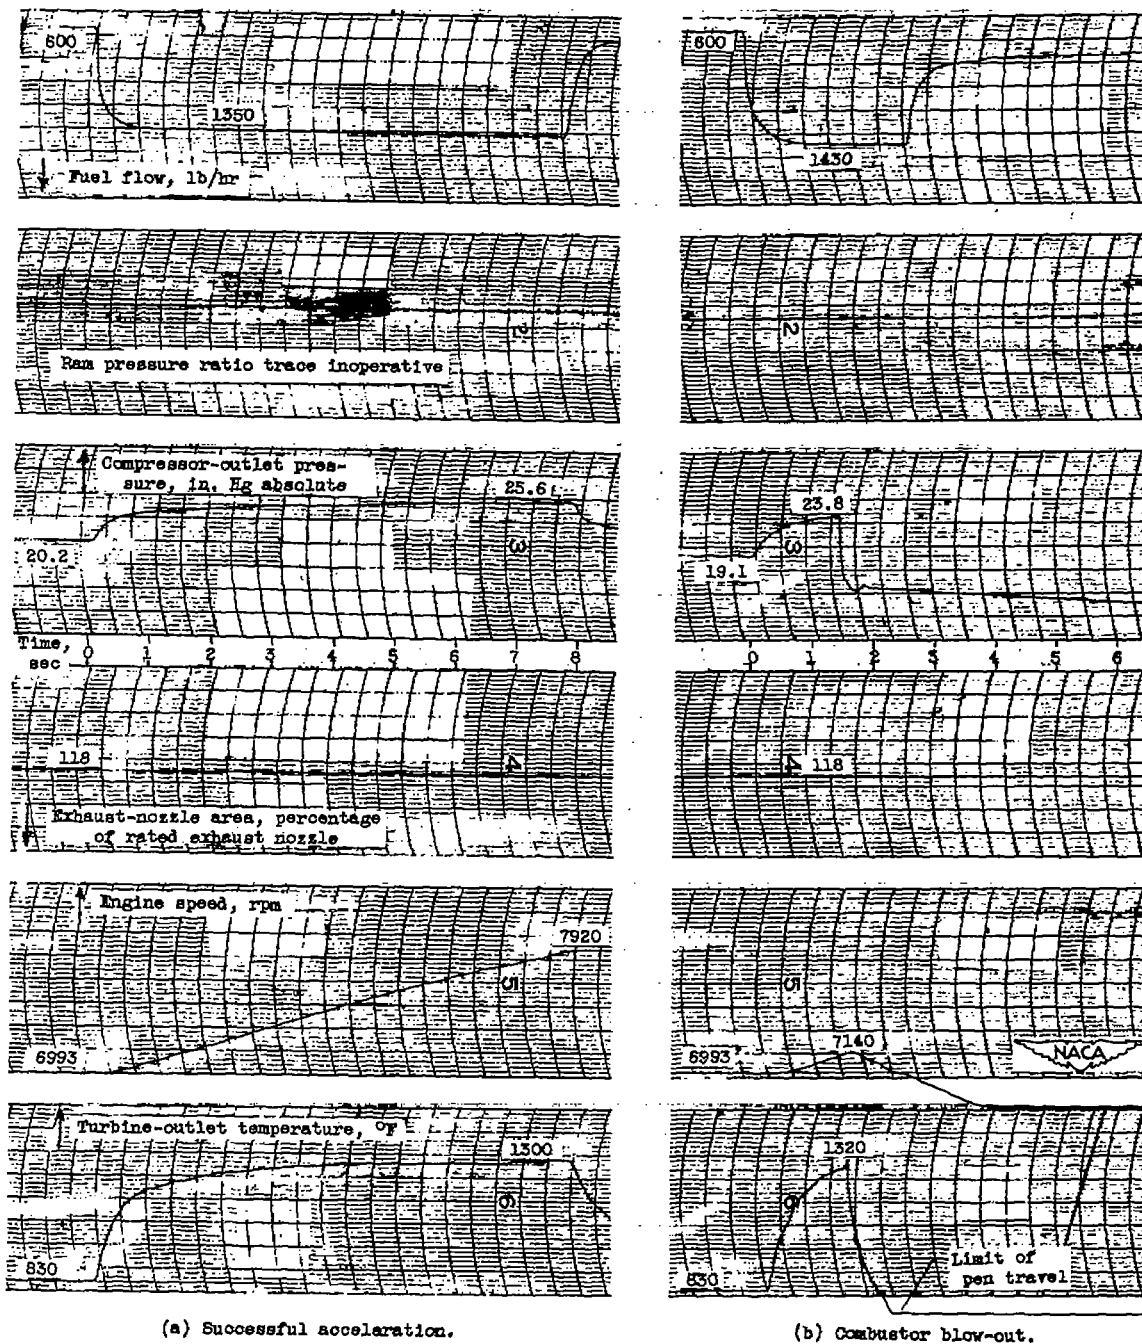 600
1350
Fuel flow, lb/hr
Ram pressure ratio trace inoperative
2
Compressor-outlet pres-
sure, in. Hg absolute
25.6
20.2
3
Time,
sec
0 1 2 3 4 5 6 7 8
118
4
Exhaust-nozzle area, percentage
of rated exhaust nozzle
Engine speed, rpm
7920
5
6993
Turbine-outlet temperature, °F
1300
6
830
(a) Successful acceleration.
600
1
1430
2
23.8
3
19.1
0 1 2 3 4 5 6
4
118
5
6993
7140
NACA
1320
6
830
Limit of
pen travel
(b) Combustor blow-out.